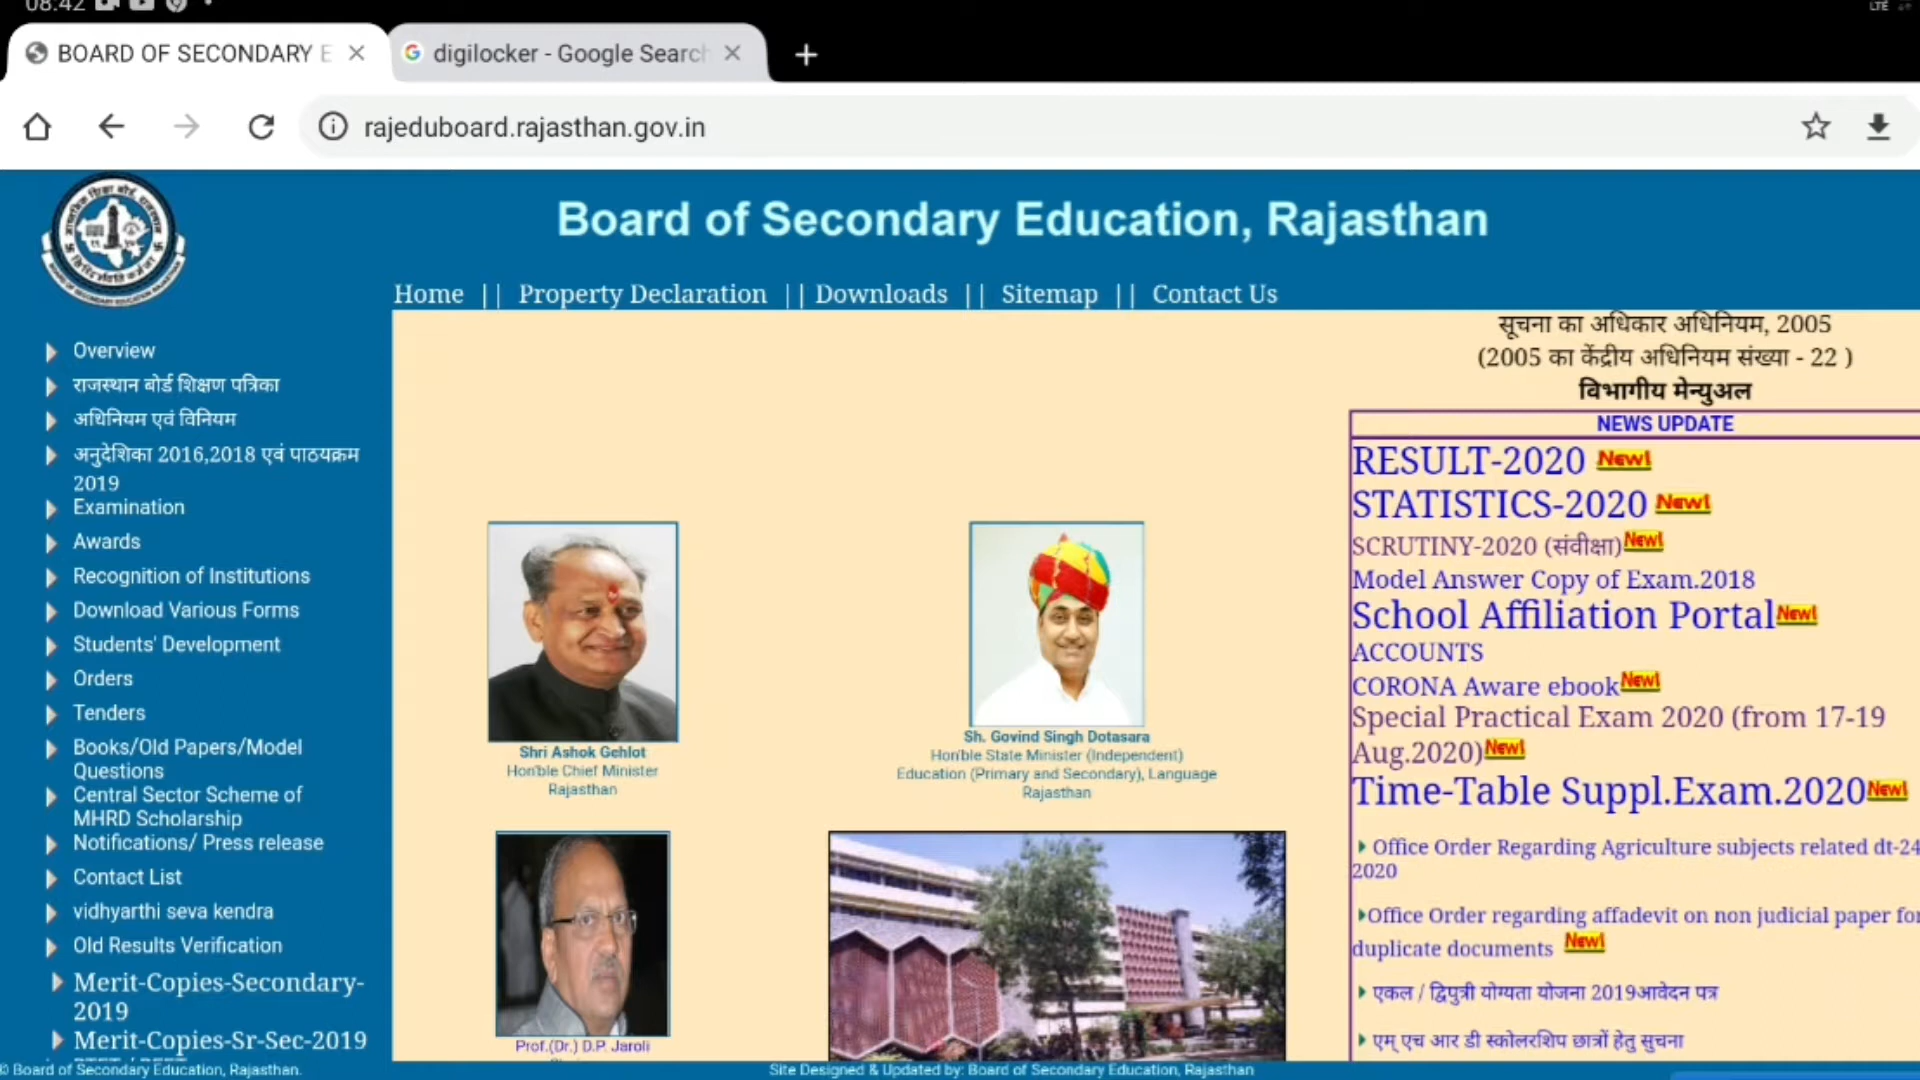 08:42
LTE
BOARD OF SECONDARY E
digilocker - Google Search
rajeduboard.rajasthan.gov.in
Board of Secondary Education, Rajasthan
Home || Property Declaration || Downloads || Sitemap || Contact Us
Overview
राजस्थान बोर्ड शिक्षण पत्रिका
अधिनियम एवं विनियम
अनुदेशिका 2016,2018 एवं पाठयक्रम
2019
Examination
Awards
Recognition of Institutions
Download Various Forms
Students' Development
Orders
Tenders
Books/Old Papers/Model
Questions
Central Sector Scheme of
MHRD Scholarship
Notifications/ Press release
Contact List
vidhyarthi seva kendra
Old Results Verification
Merit-Copies-Secondary-
2019
Merit-Copies-Sr-Sec-2019
Shri Ashok Gehlot
Hon'ble Chief Minister
Rajasthan
Sh. Govind Singh Dotasara
Hon'ble State Minister (Independent)
Education (Primary and Secondary), Language
Rajasthan
Prof.(Dr.) D.P. Jaroli
सूचना का अधिकार अधिनियम, 2005
(2005 का केंद्रीय अधिनियम संख्या - 22 )
विभागीय मेन्युअल
NEWS UPDATE
RESULT-2020 New!
STATISTICS-2020 New!
SCRUTINY-2020 (संवीक्षा) New!
Model Answer Copy of Exam.2018
School Affiliation Portal New!
ACCOUNTS
CORONA Aware ebook New!
Special Practical Exam 2020 (from 17-19
Aug.2020) New!
Time-Table Suppl.Exam.2020 New!
Office Order Regarding Agriculture subjects related dt-24
2020
Office Order regarding affadevit on non judicial paper for
duplicate documents New!
एकल / द्विपुत्री योग्यता योजना 2019आवेदन पत्र
एम् एच आर डी स्कोलरशिप छात्रों हेतु सुचना
© Board of Secondary Education, Rajasthan.
Site Designed & Updated by: Board of Secondary Education, Rajasthan